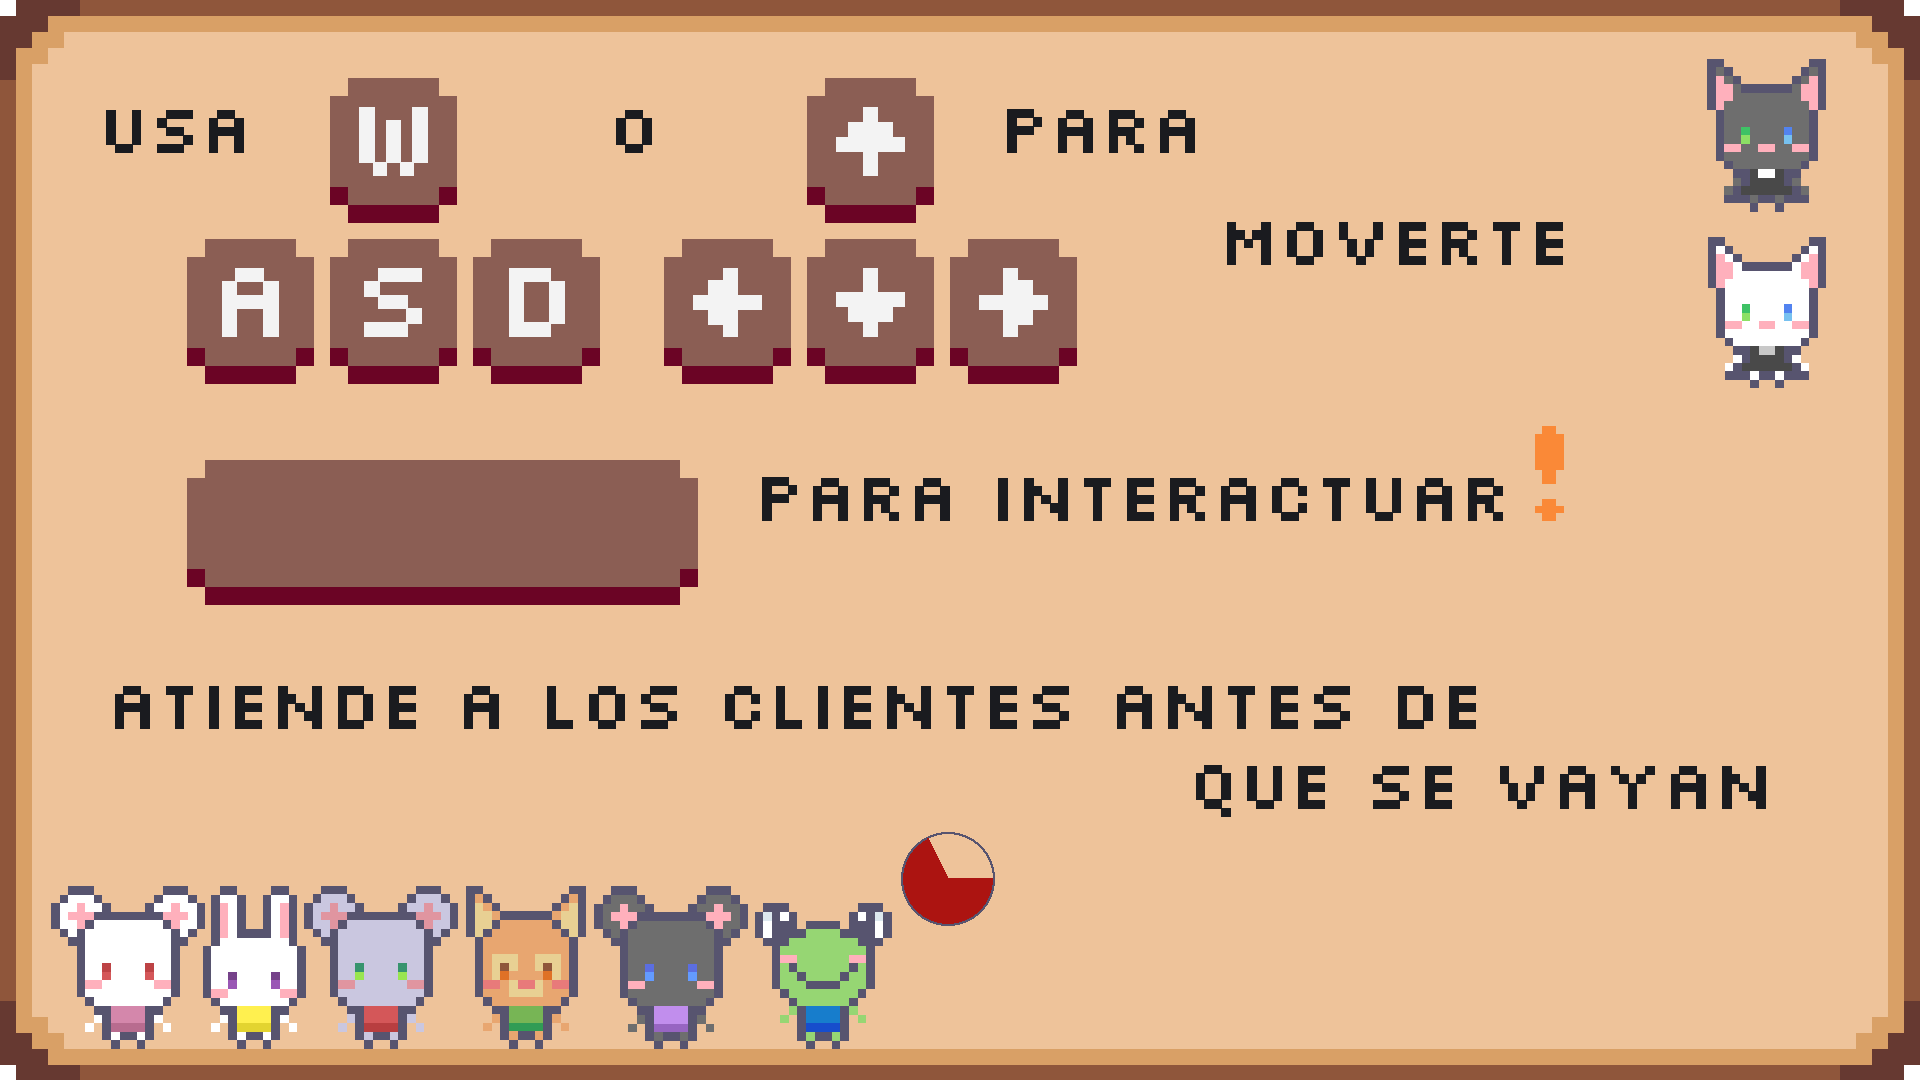 USA W O PARA
A S D MOVERTE
PARA INTERACTUAR!
ATIENDE A LOS CLIENTES ANTES DE
QUE SE VAYAN